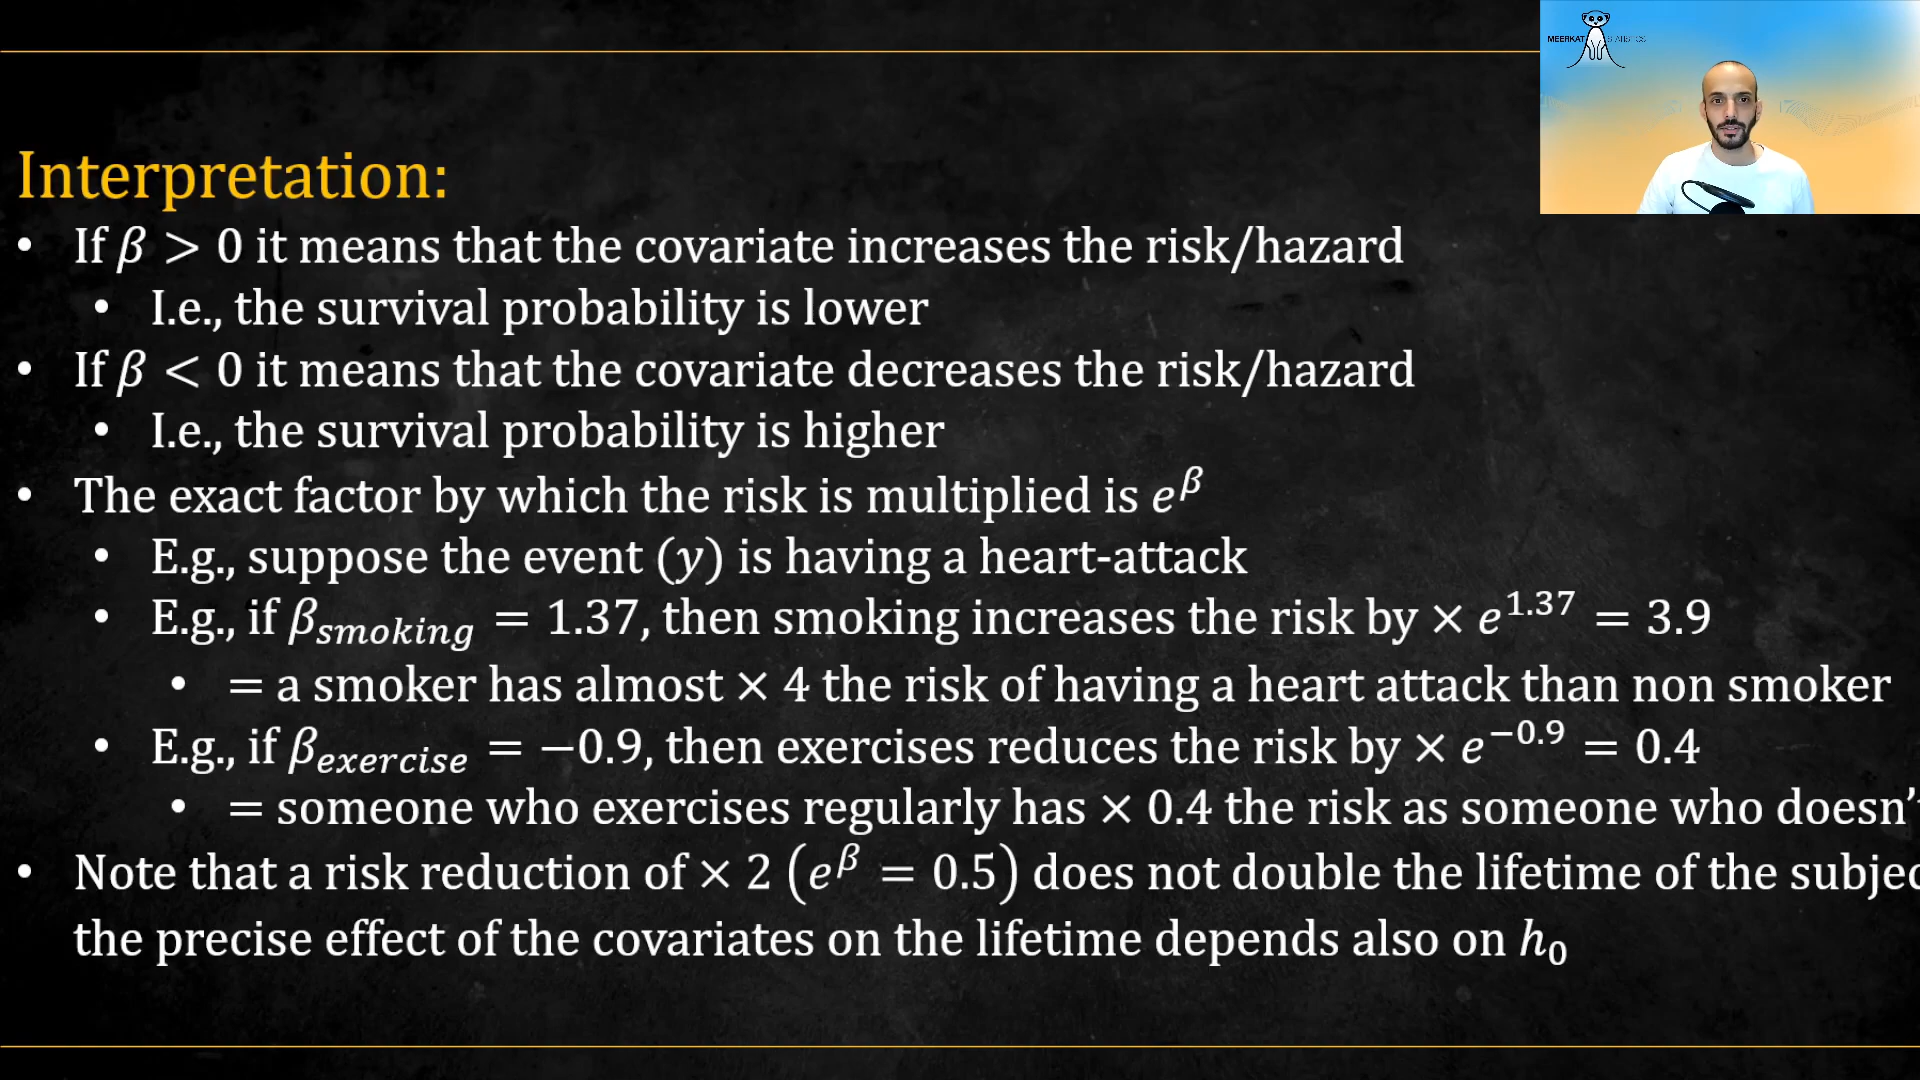 MEERKAT STATISTICS
Interpretation:
• If β > 0 it means that the covariate increases the risk/hazard
• I.e., the survival probability is lower
• If β < 0 it means that the covariate decreases the risk/hazard
• I.e., the survival probability is higher
• The exact factor by which the risk is multiplied is e^β
• E.g., suppose the event (y) is having a heart-attack
• E.g., if β_smoking = 1.37, then smoking increases the risk by × e^1.37 = 3.9
• = a smoker has almost × 4 the risk of having a heart attack than non smoker
• E.g., if β_exercise = −0.9, then exercises reduces the risk by × e^−0.9 = 0.4
• = someone who exercises regularly has × 0.4 the risk as someone who doesn’
• Note that a risk reduction of × 2 (e^β = 0.5) does not double the lifetime of the subjec
the precise effect of the covariates on the lifetime depends also on h_0